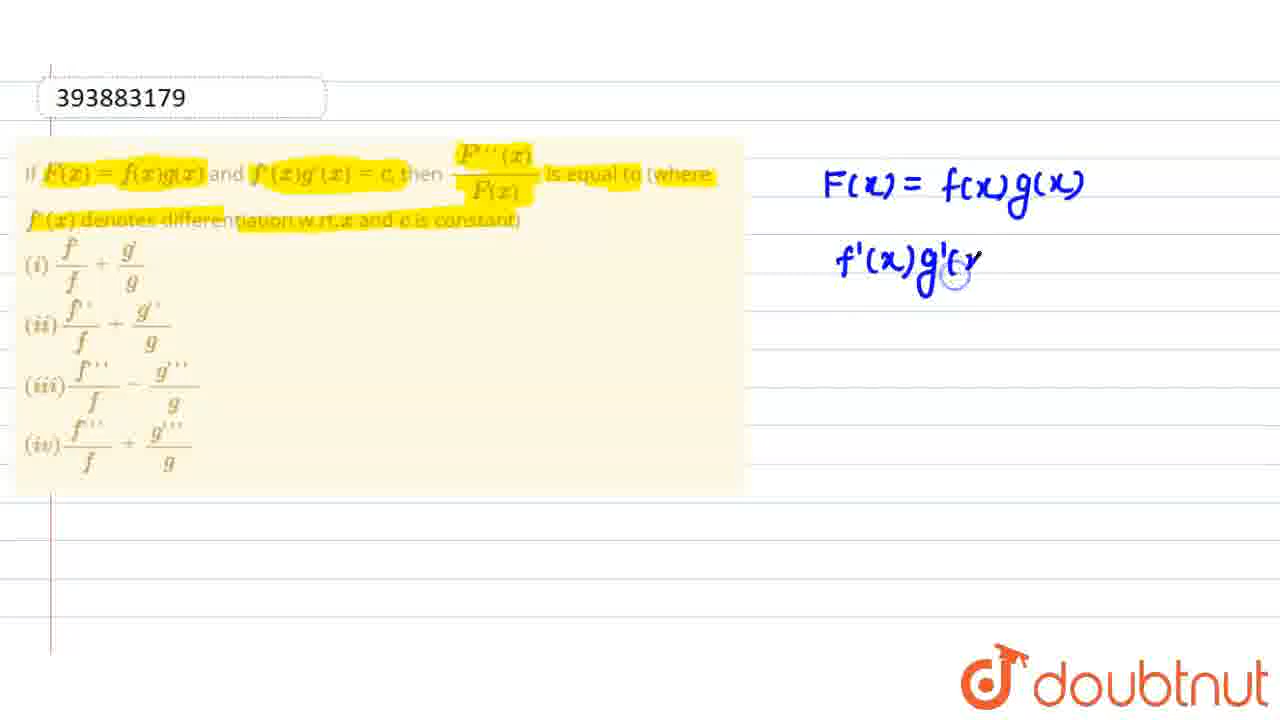 393883179
If F(x) = f(x)g(x) and f'(x)g'(x) = c, then F'''(x)/F(x) is equal to (where
f'(x) denotes differentiation w.r.t. x and c is constant)
(i) f'/f + g'/g
(ii) f''/f + g''/g
(iii) f'''/f - g'''/g
(iv) f'''/f + g'''/g
F(x) = f(x)g(x)
f'(x)g'(x
doubtnut